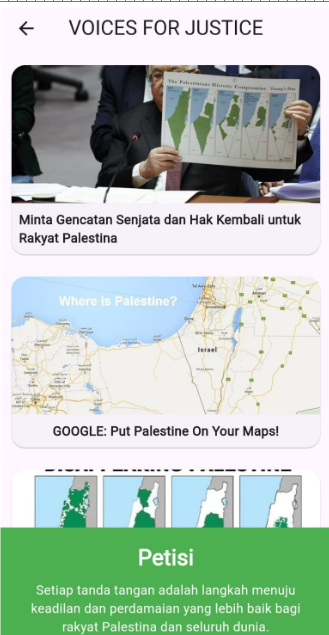 VOICES FOR JUSTICE
The Palestinians Historic Compromise
Minta Gencatan Senjata dan Hak Kembali untuk
Rakyat Palestina
Where is Palestine?
Israel
GOOGLE: Put Palestine On Your Maps!
Petisi
Setiap tanda tangan adalah langkah menuju
keadilan dan perdamaian yang lebih baik bagi
rakyat Palestina dan seluruh dunia.